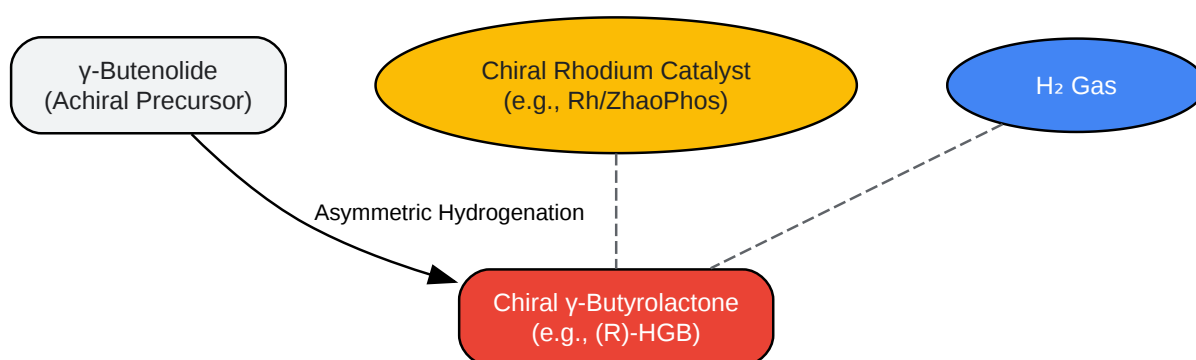 γ-Butenolide
(Achiral Precursor)
Chiral Rhodium Catalyst
(e.g., Rh/ZhaoPhos)
H₂ Gas
Asymmetric Hydrogenation
Chiral γ-Butyrolactone
(e.g., (R)-HGB)